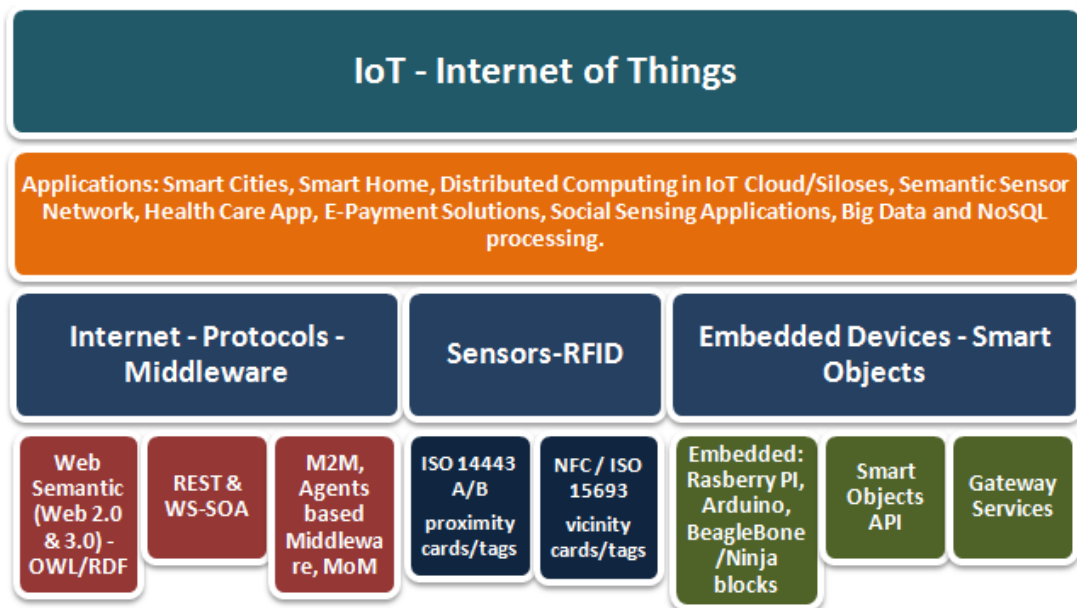 IoT - Internet of Things
Applications: Smart Cities, Smart Home, Distributed Computing in IoT Cloud/Siloses, Semantic Sensor
Network, Health Care App, E-Payment Solutions, Social Sensing Applications, Big Data and NoSQL
processing.
Internet - Protocols -
Middleware
Sensors-RFID
Embedded Devices - Smart
Objects
Web
Semantic
(Web 2.0
& 3.0) -
OWL/RDF
REST &
WS-SOA
M2M,
Agents
based
Middlewa
re, MoM
ISO 14443
A/B
proximity
cards/tags
NFC / ISO
15693
vicinity
cards/tags
Embedded:
Rasberry PI,
Arduino,
BeagleBone
/Ninja
blocks
Smart
Objects
API
Gateway
Services